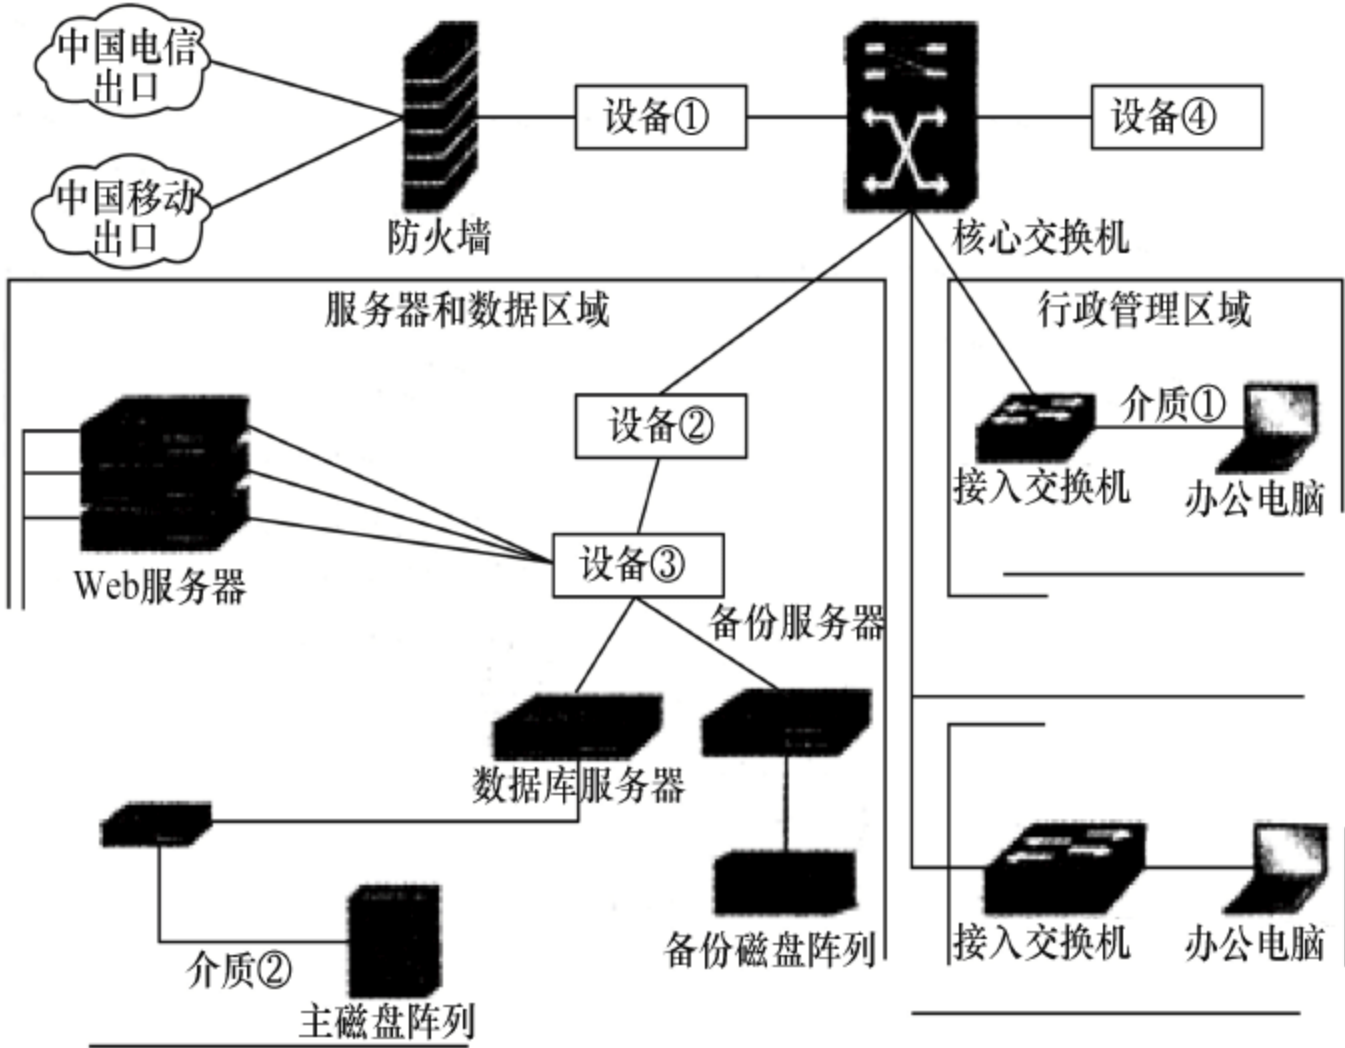 中国电信
出口
设备①
设备④
中国移动
出口
防火墙
核心交换机
服务器和数据区域
行政管理区域
设备②
介质①
接入交换机
办公电脑
设备③
Web服务器
备份服务器
数据库服务器
接入交换机
办公电脑
备份磁盘阵列
介质②
主磁盘阵列